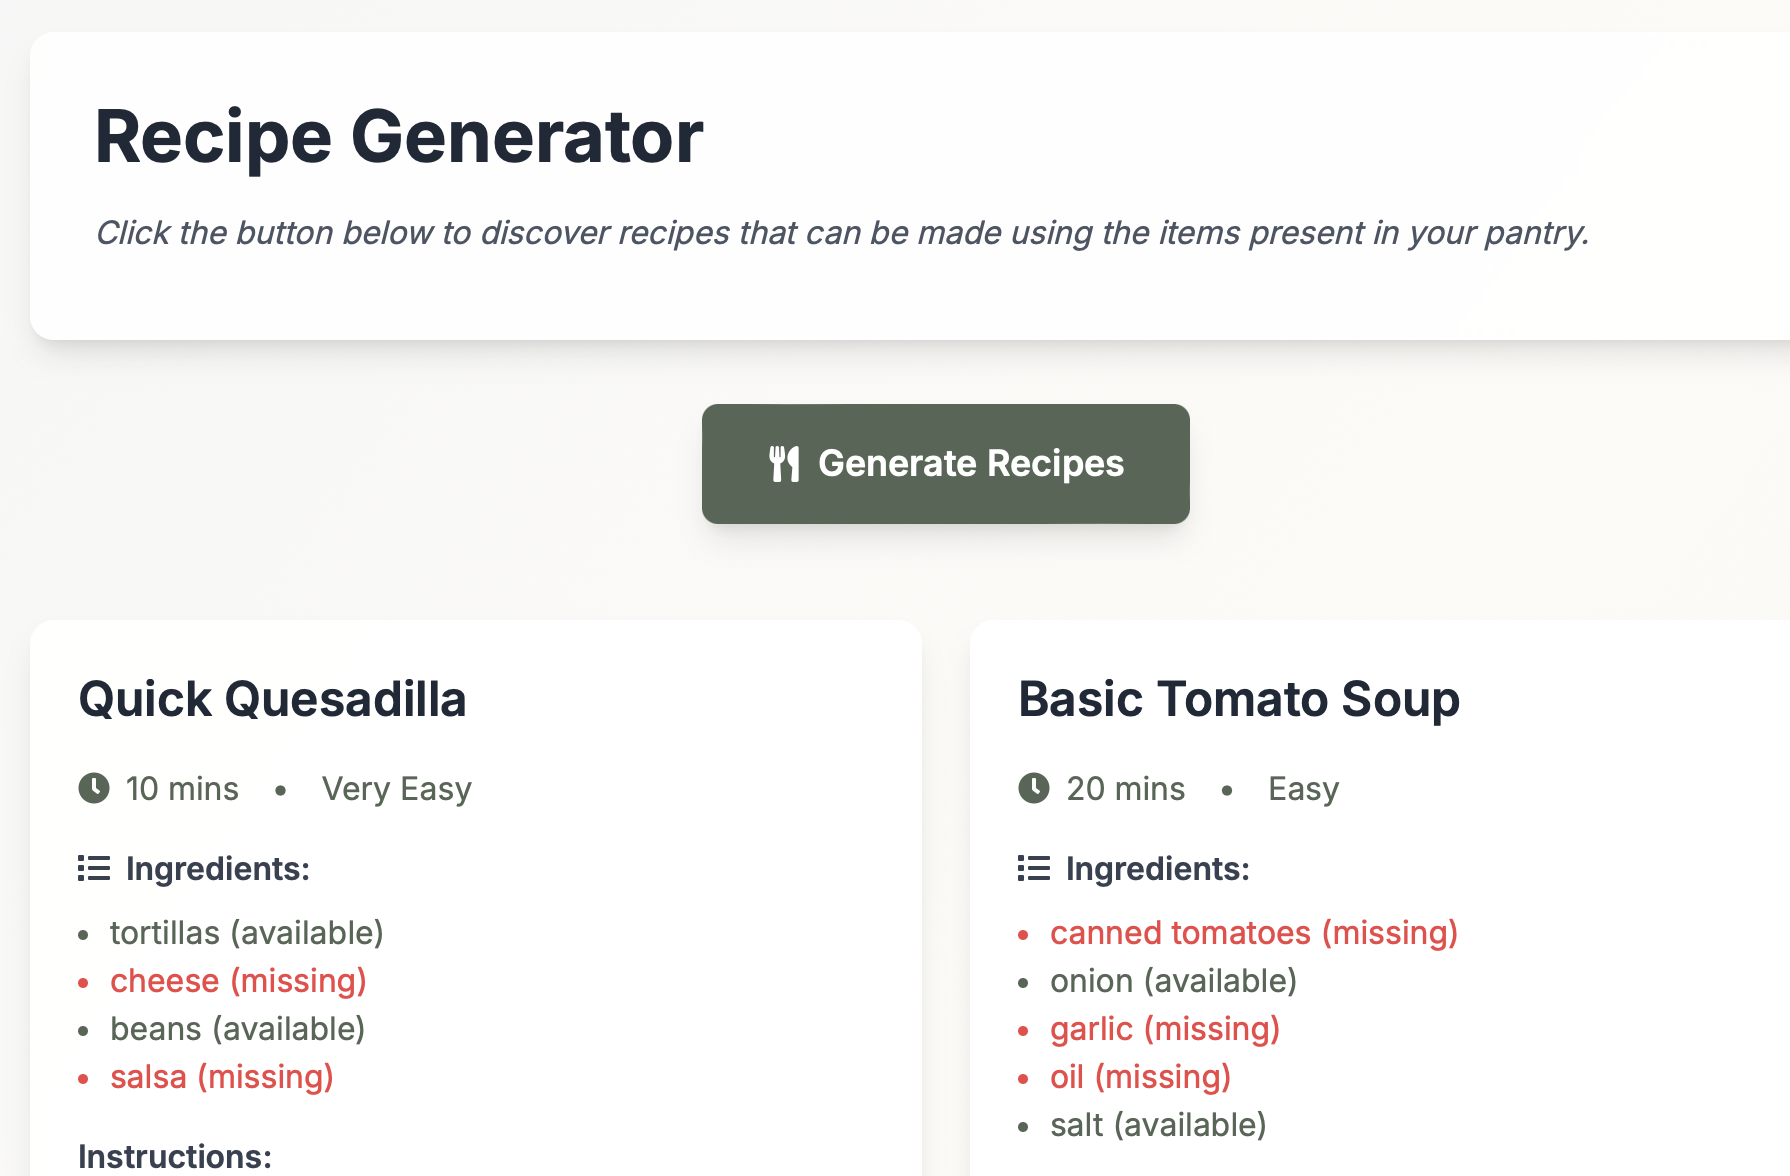 Recipe Generator
Click the button below to discover recipes that can be made using the items present in your pantry.
Generate Recipes
Quick Quesadilla
10 mins • Very Easy
Ingredients:
• tortillas (available)
• cheese (missing)
• beans (available)
• salsa (missing)
Instructions:
Basic Tomato Soup
20 mins • Easy
Ingredients:
• canned tomatoes (missing)
• onion (available)
• garlic (missing)
• oil (missing)
• salt (available)